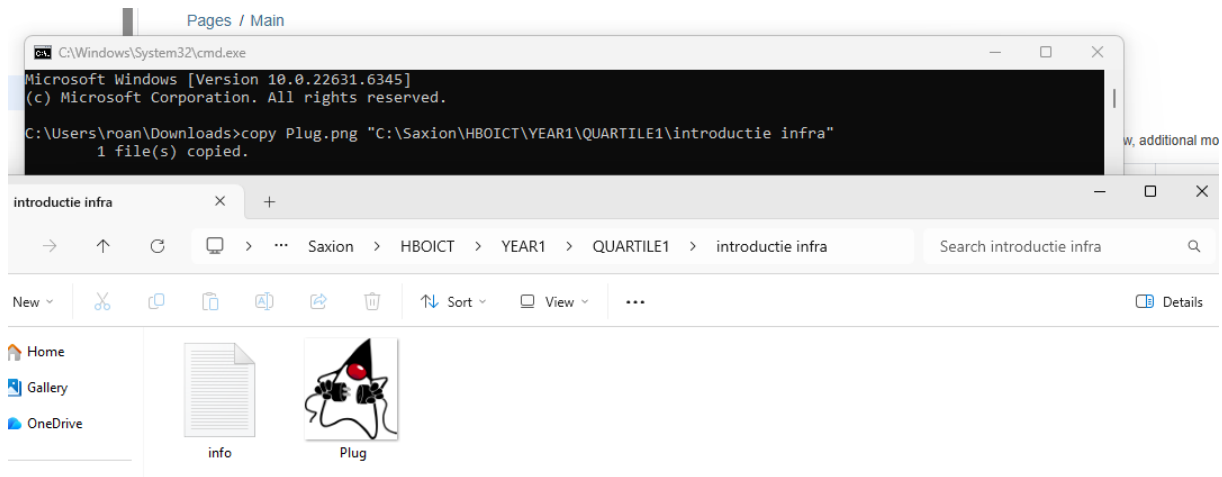 Pages / Main
C:\Windows\System32\cmd.exe
Microsoft Windows [Version 10.0.22631.6345]
(c) Microsoft Corporation. All rights reserved.
C:\Users\roan\Downloads>copy Plug.png "C:\Saxion\HBOICT\YEAR1\QUARTILE1\introductie infra"
1 file(s) copied.
w, additional mo
introductie infra
Saxion > HBOICT > YEAR1 > QUARTILE1 > introductie infra
Search introductie infra
New
Sort
View
Details
Home
Gallery
OneDrive
info
Plug